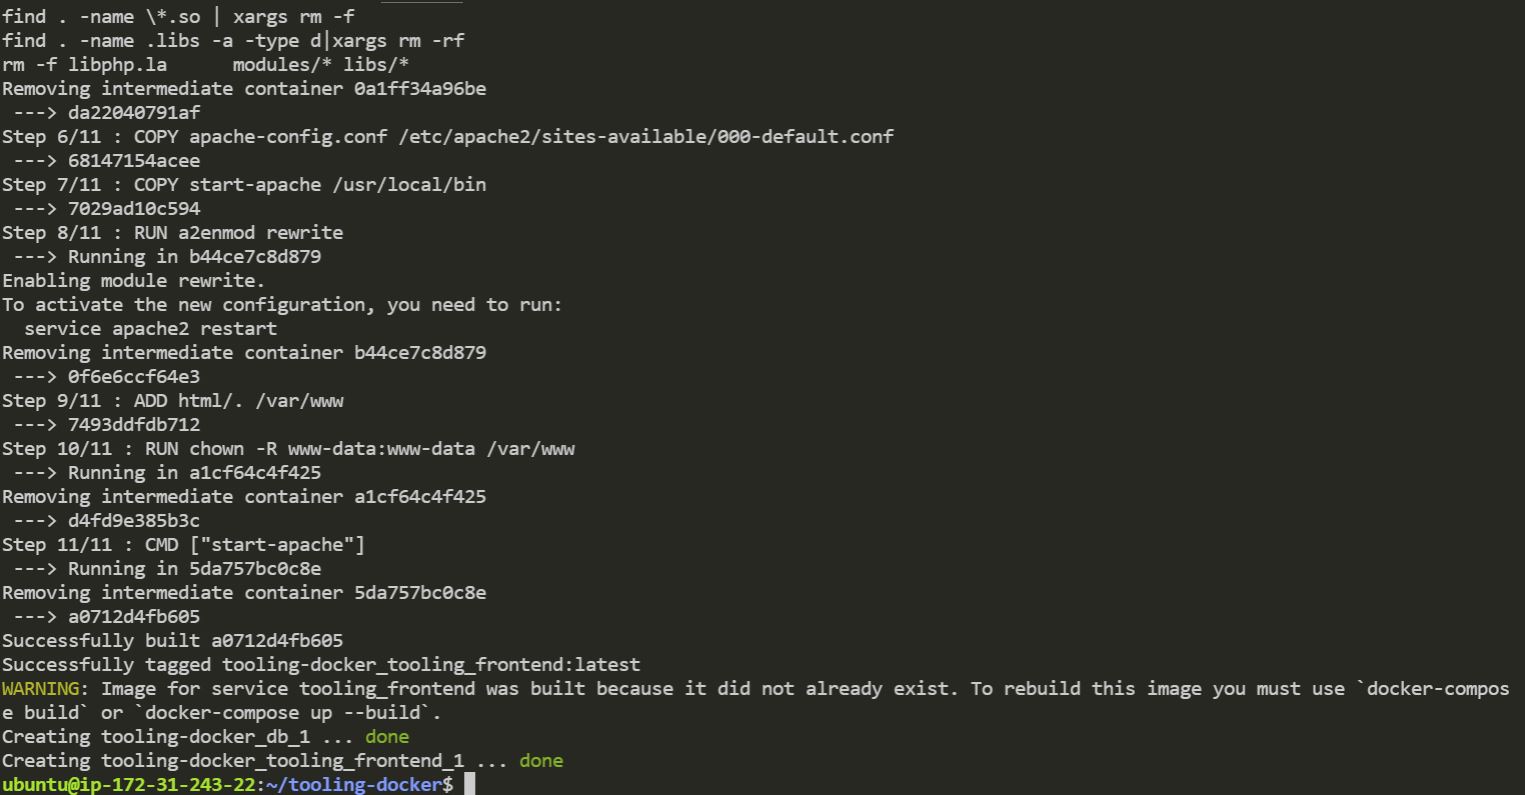 find . -name \*.so | xargs rm -f
find . -name .libs -a -type d|xargs rm -rf
rm -f libphp.la      modules/* libs/*
Removing intermediate container 0a1ff34a96be
 ---> da22040791af
Step 6/11 : COPY apache-config.conf /etc/apache2/sites-available/000-default.conf
 ---> 68147154acee
Step 7/11 : COPY start-apache /usr/local/bin
 ---> 7029ad10c594
Step 8/11 : RUN a2enmod rewrite
 ---> Running in b44ce7c8d879
Enabling module rewrite.
To activate the new configuration, you need to run:
  service apache2 restart
Removing intermediate container b44ce7c8d879
 ---> 0f6e6ccf64e3
Step 9/11 : ADD html/. /var/www
 ---> 7493ddfdb712
Step 10/11 : RUN chown -R www-data:www-data /var/www
 ---> Running in a1cf64c4f425
Removing intermediate container a1cf64c4f425
 ---> d4fd9e385b3c
Step 11/11 : CMD ["start-apache"]
 ---> Running in 5da757bc0c8e
Removing intermediate container 5da757bc0c8e
 ---> a0712d4fb605
Successfully built a0712d4fb605
Successfully tagged tooling-docker_tooling_frontend:latest
WARNING: Image for service tooling_frontend was built because it did not already exist. To rebuild this image you must use `docker-compos
e build` or `docker-compose up --build`.
Creating tooling-docker_db_1 ... done
Creating tooling-docker_tooling_frontend_1 ... done
ubuntu@ip-172-31-243-22:~/tooling-docker$